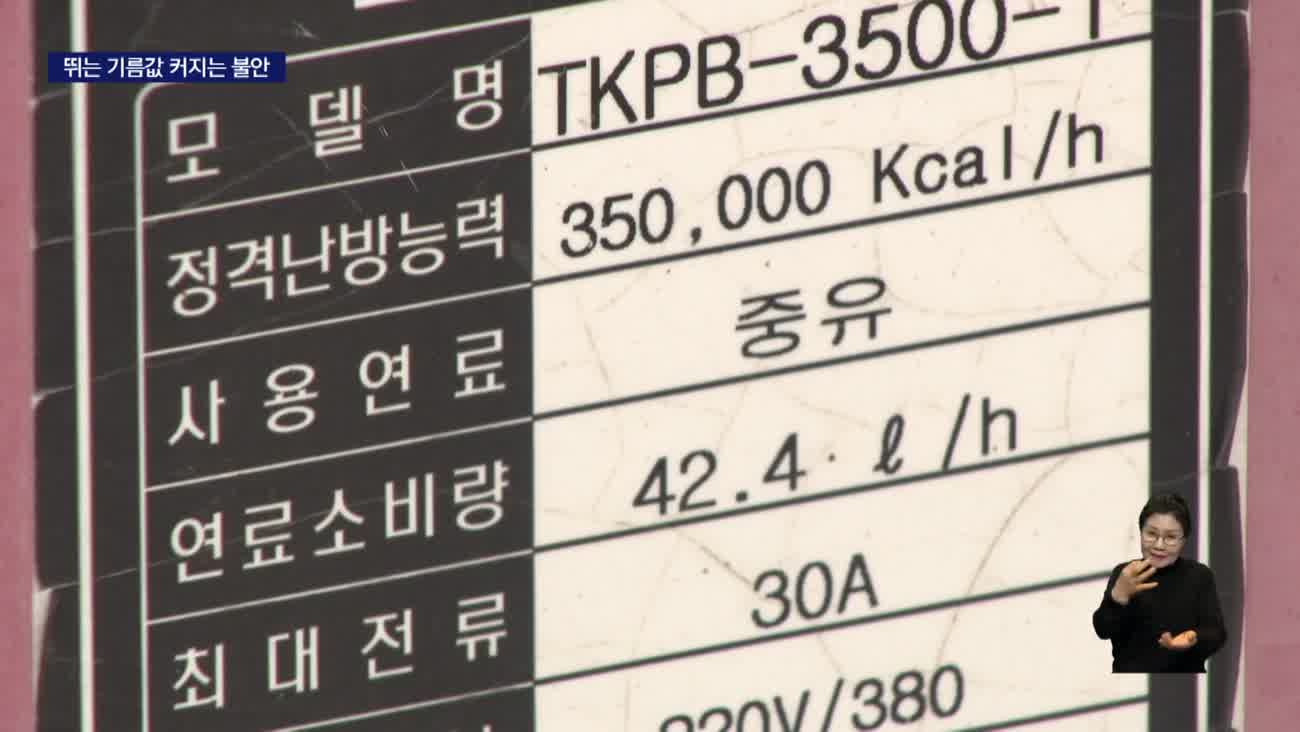 뛰는 기름값 커지는 불안
모델명 TKPB-3500-1
정격난방능력 350,000 Kcal/h
사용연료 중유
연료소비량 42.4 ℓ/h
최대전류 30A
220V/380